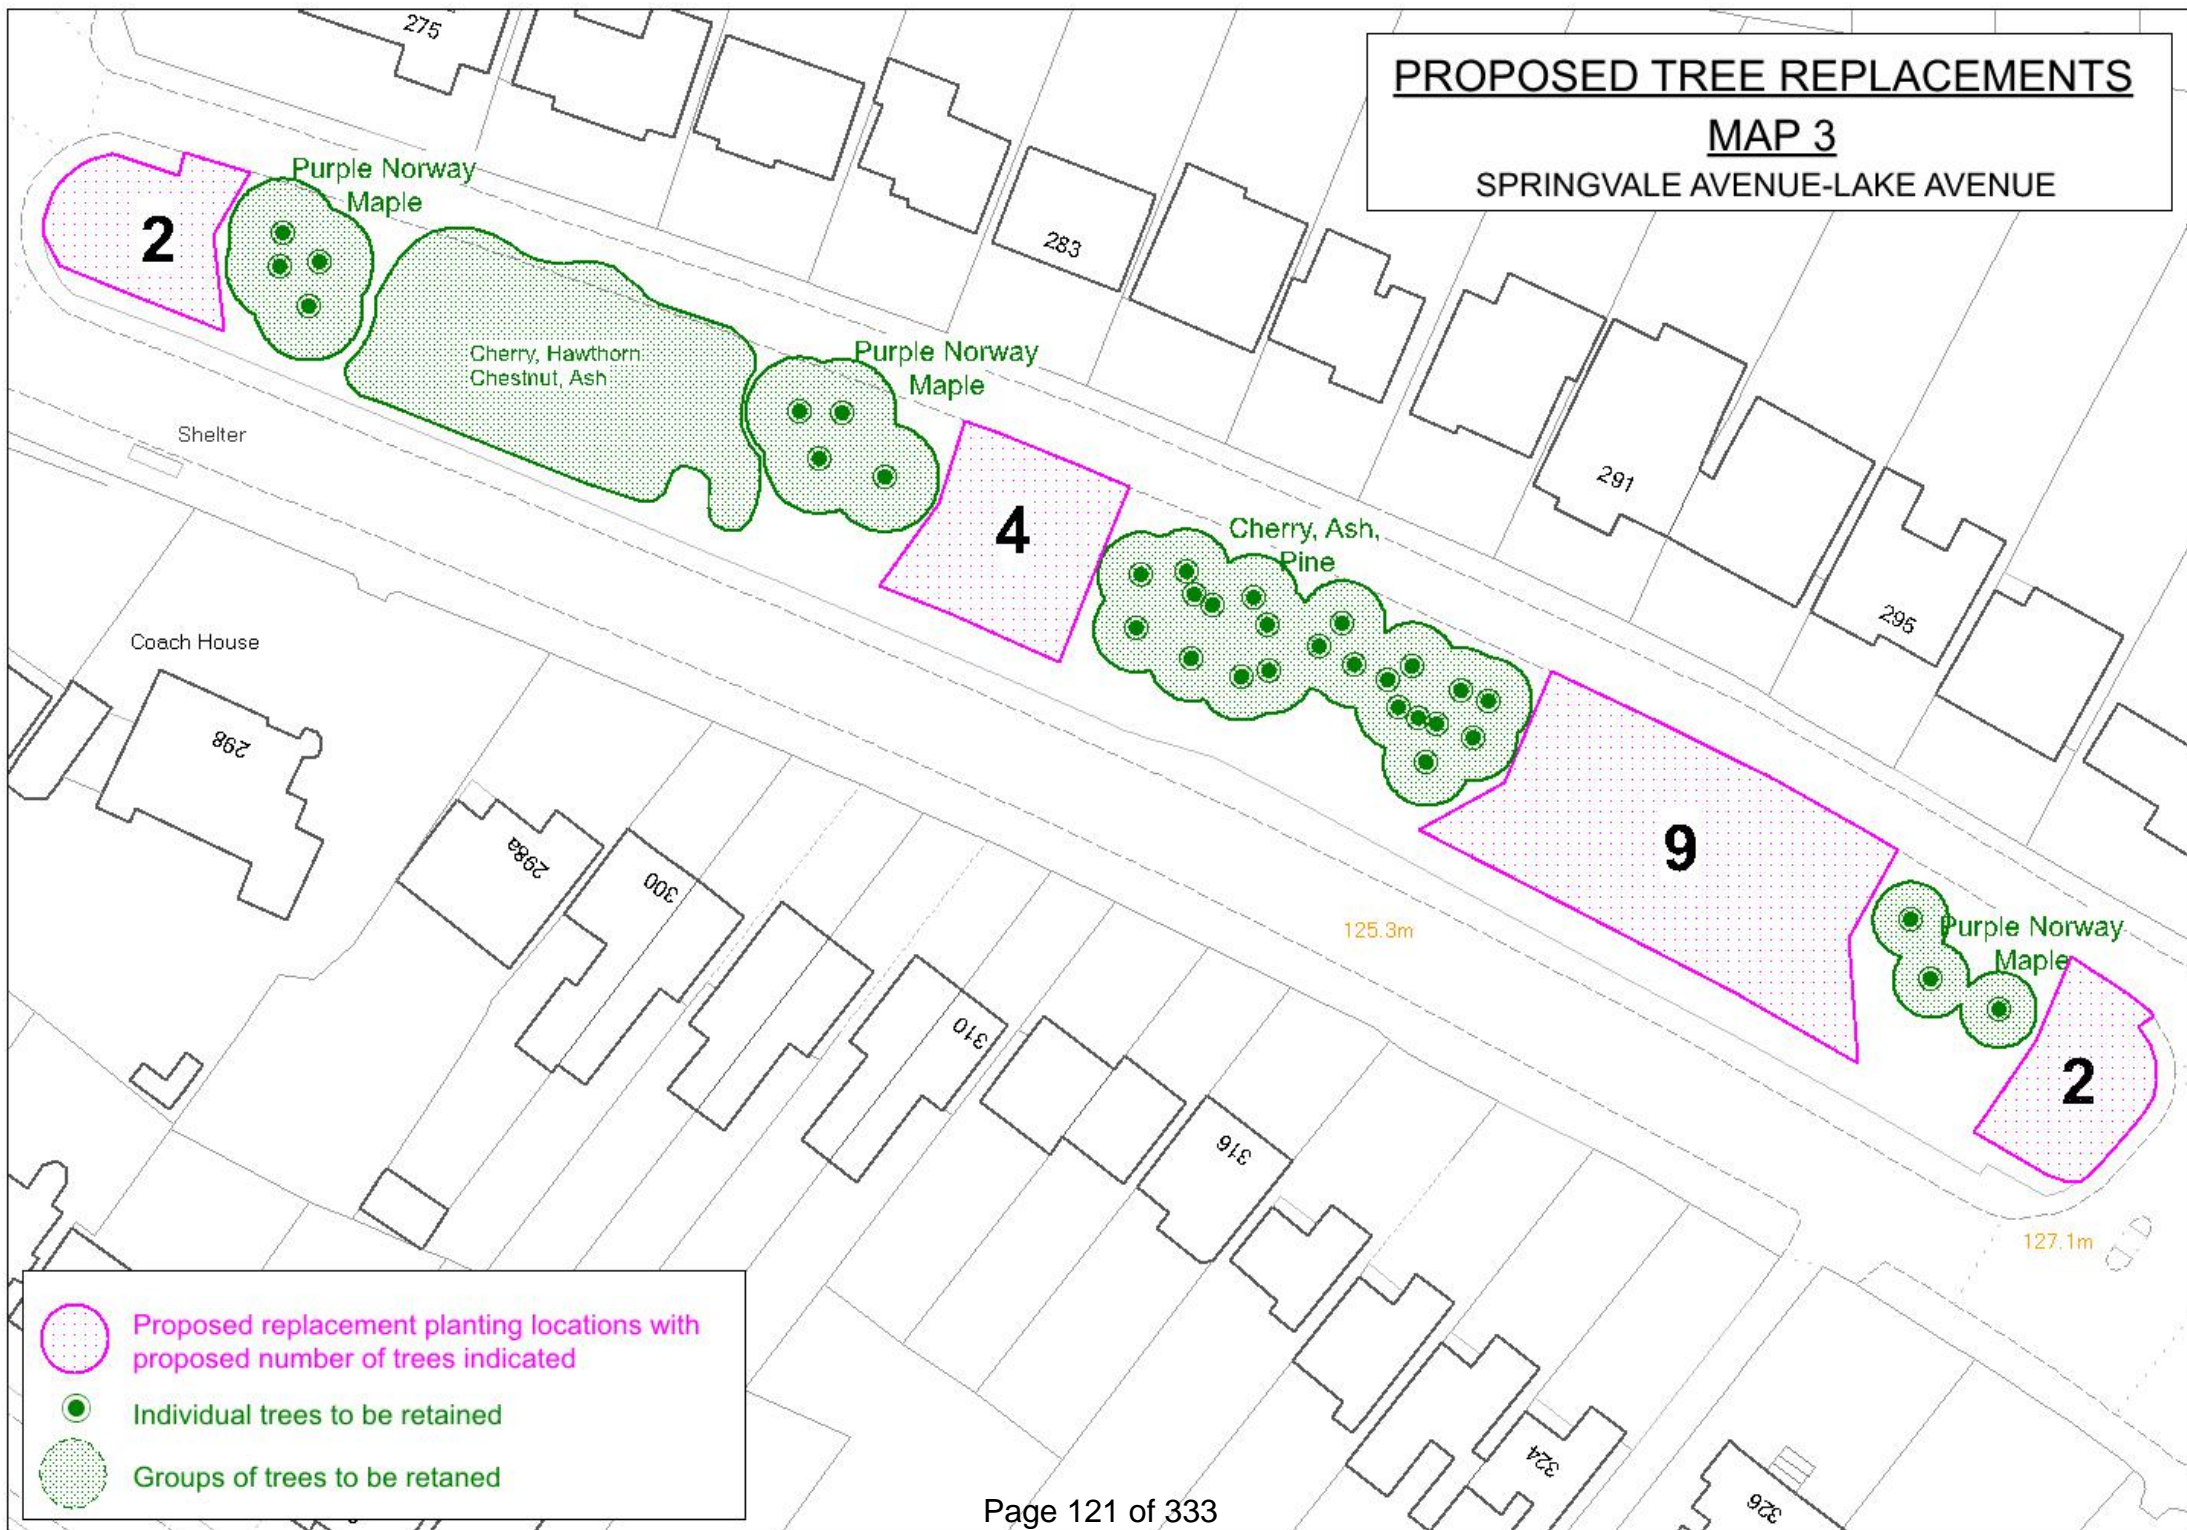 PROPOSED TREE REPLACEMENTS
MAP 3
SPRINGVALE AVENUE-LAKE AVENUE
275
Purple Norway
Maple
2
283
Cherry, Hawthorn
Chestnut, Ash
Purple Norway
Maple
Shelter
291
4
Cherry, Ash,
Pine
295
Coach House
298
298a
300
9
125.3m
Purple Norway
Maple
310
2
316
127.1m
324
326
Proposed replacement planting locations with
proposed number of trees indicated
Individual trees to be retained
Groups of trees to be retaned
Page 121 of 333